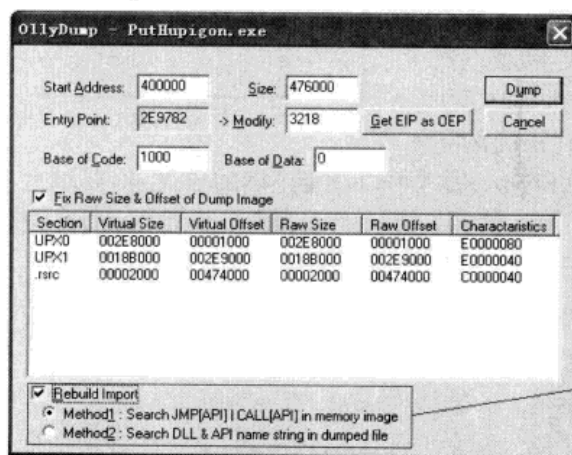 OllyDump - PutHupigon.exe
Start Address: 400000 Size: 476000 Dump
Entry Point: 2E9782 -> Modify: 3218 Get EIP as OEP Cancel
Base of Code: 1000 Base of Data: 0
Fix Raw Size & Offset of Dump Image
Section Virtual Size Virtual Offset Raw Size Raw Offset Characteristics
UPX0 002E8000 00001000 002E8000 00001000 E0000080
UPX1 0018B000 002E9000 0018B000 002E9000 E0000040
.rsrc 00002000 00474000 00002000 00474000 C0000040
Rebuild Import
Method1 : Search JMP[API] | CALL[API] in memory image
Method2 : Search DLL & API name string in dumped file